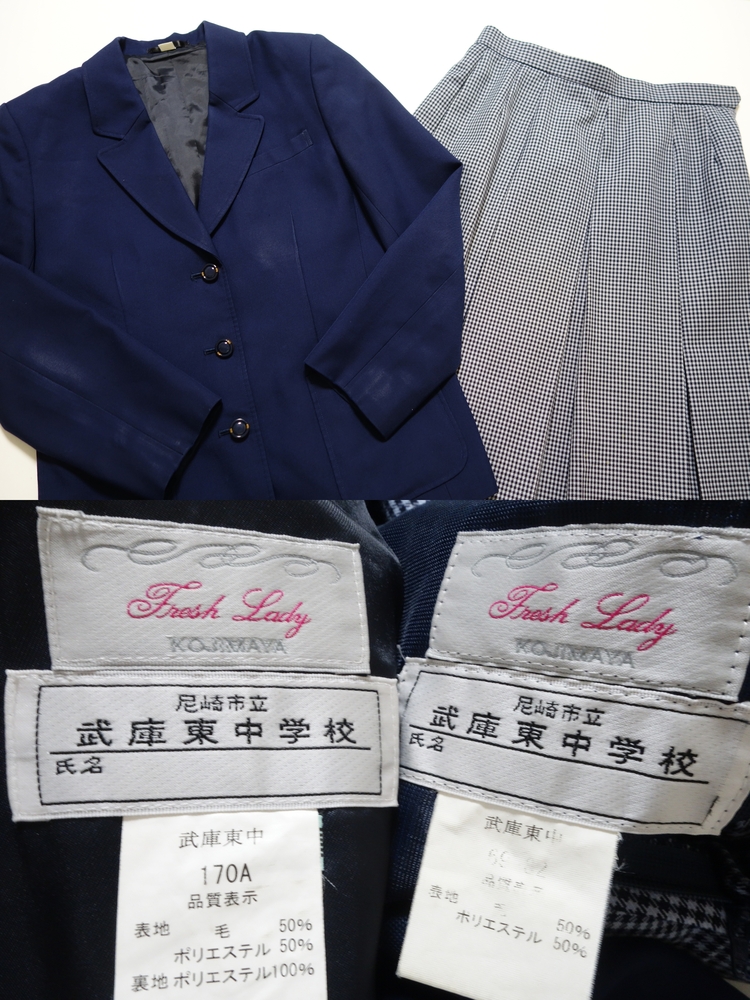 Fresh Lady
KOJIMAYA
尼崎市立
武庫東中学校
氏名
武庫東中
170A
品質表示
表地 毛 50%
ポリエステル 50%
裏地 ポリエステル100%
Fresh Lady
KOJIMAYA
尼崎市立
武庫東中学校
氏名
武庫東中
表地 50%
ポリエステル 50%